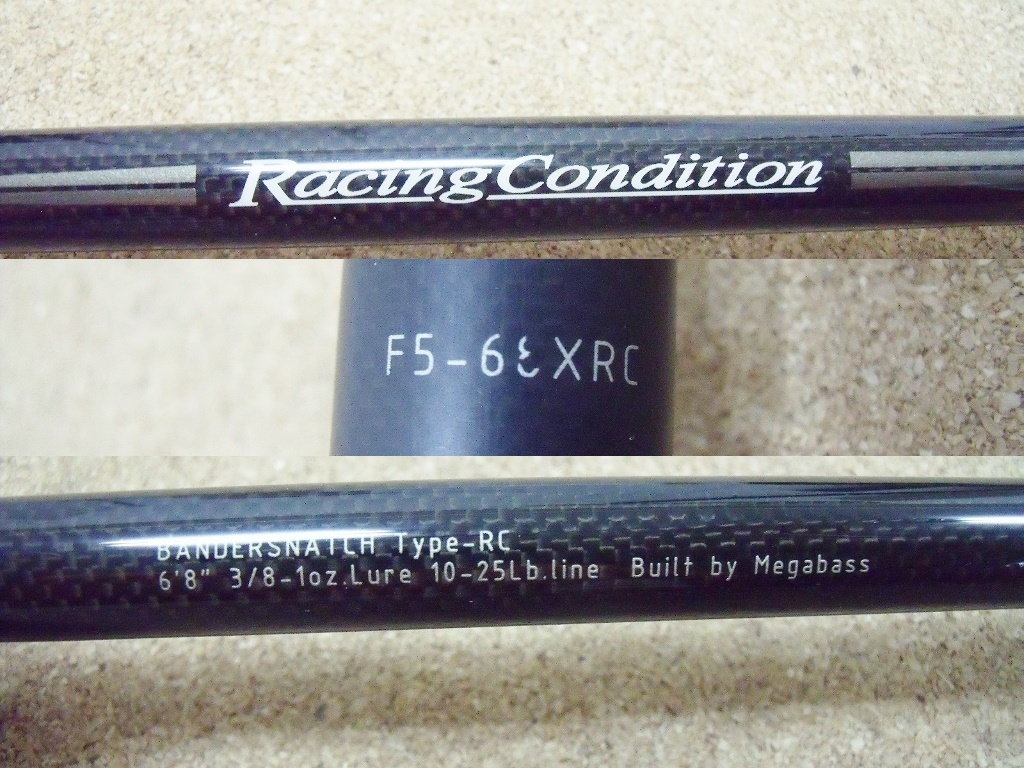 Racing Condition
F5-68XRC
BANDERSNATCH Type-RC
6'8" 3/8-1oz.Lure 10-25Lb.line Built by Megabass